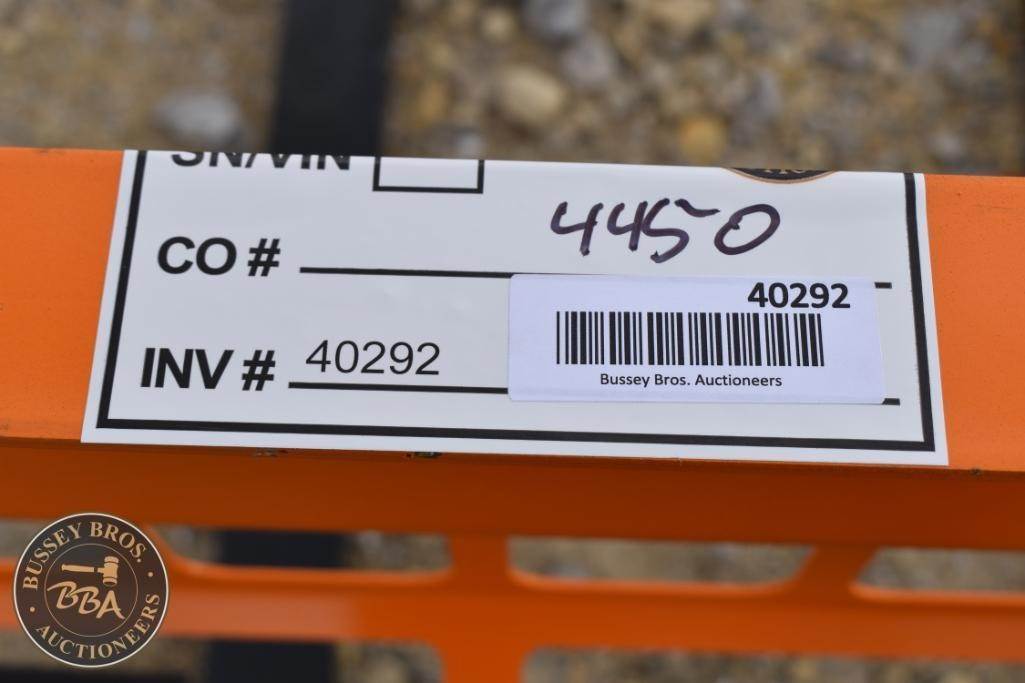 SN/VIN
CO # 4450
40292
INV # 40292
Bussey Bros. Auctioneers
BUSSEY BROS.
BBA
AUCTIONEERS